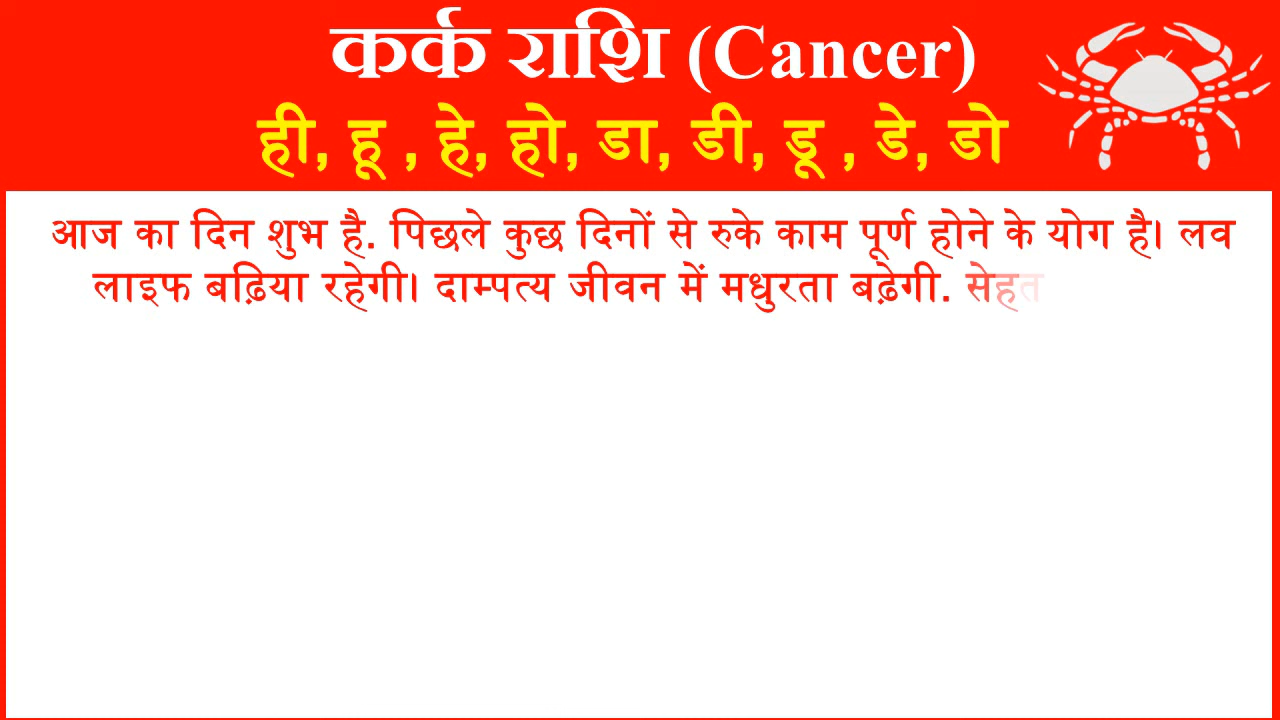 कर्क राशि (Cancer)
ही, हू , हे, हो, डा, डी, डू , डे, डो
आज का दिन शुभ है. पिछले कुछ दिनों से रुके काम पूर्ण होने के योग है। लव
लाइफ बढ़िया रहेगी। दाम्पत्य जीवन में मधुरता बढ़ेगी. सेहत